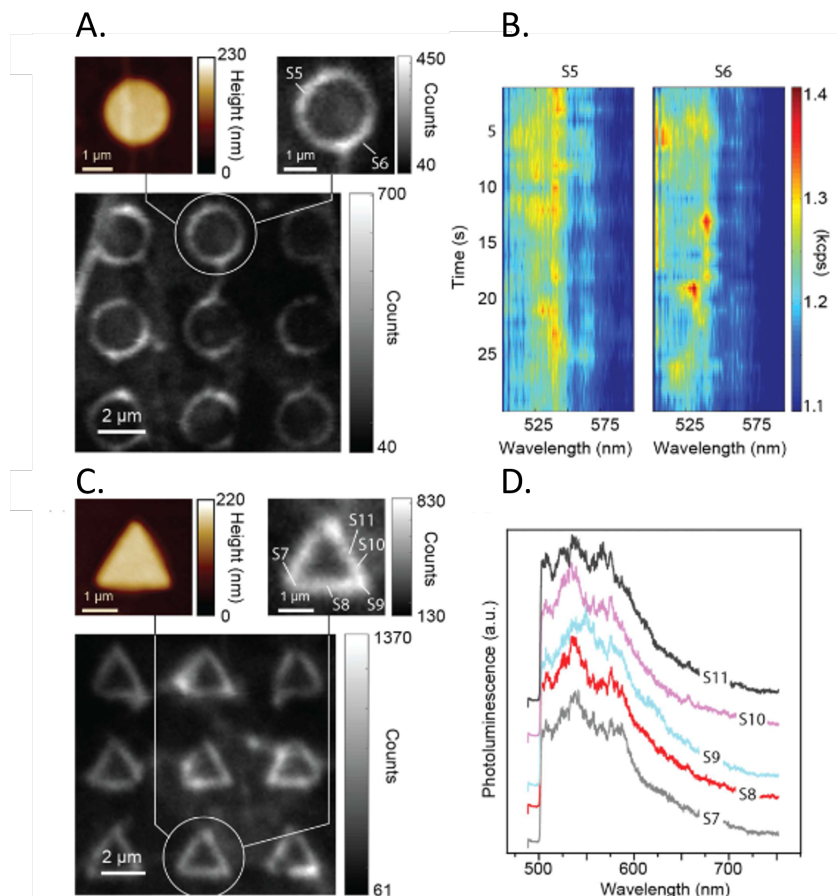 A.
B.
230
Height (nm)
0
1 µm
S5
S6
1 µm
450
Counts
40
700
Counts
40
2 µm
S5
S6
Time (s)
5
10
15
20
25
525
575
525
575
Wavelength (nm)
Wavelength (nm)
1.4
1.3
(kcps)
1.2
1.1
C.
D.
220
Height (nm)
0
1 µm
S11
S10
S7
S8
S9
1 µm
830
Counts
130
1370
Counts
61
2 µm
Photoluminescence (a.u.)
S11
S10
S9
S8
S7
500
600
700
Wavelength (nm)